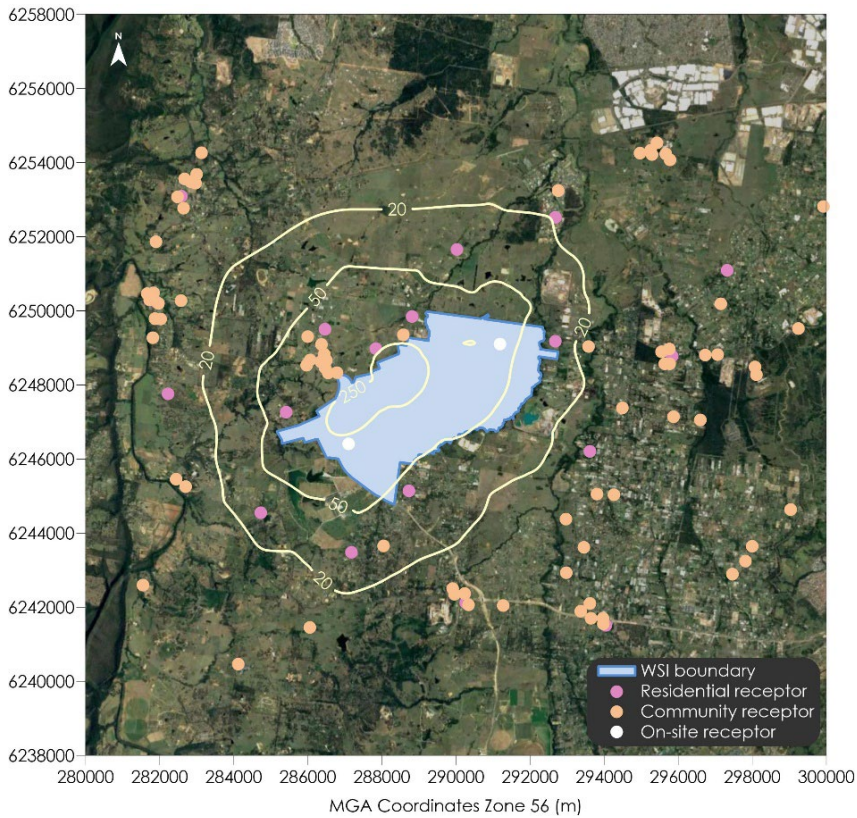 6258000
6256000
6254000
6252000
6250000
6248000
6246000
6244000
6242000
6240000
6238000
N
20
50
20
20
250
50
20
WSI boundary
Residential receptor
Community receptor
On-site receptor
280000 282000 284000 286000 288000 290000 292000 294000 296000 298000 300000
MGA Coordinates Zone 56 (m)